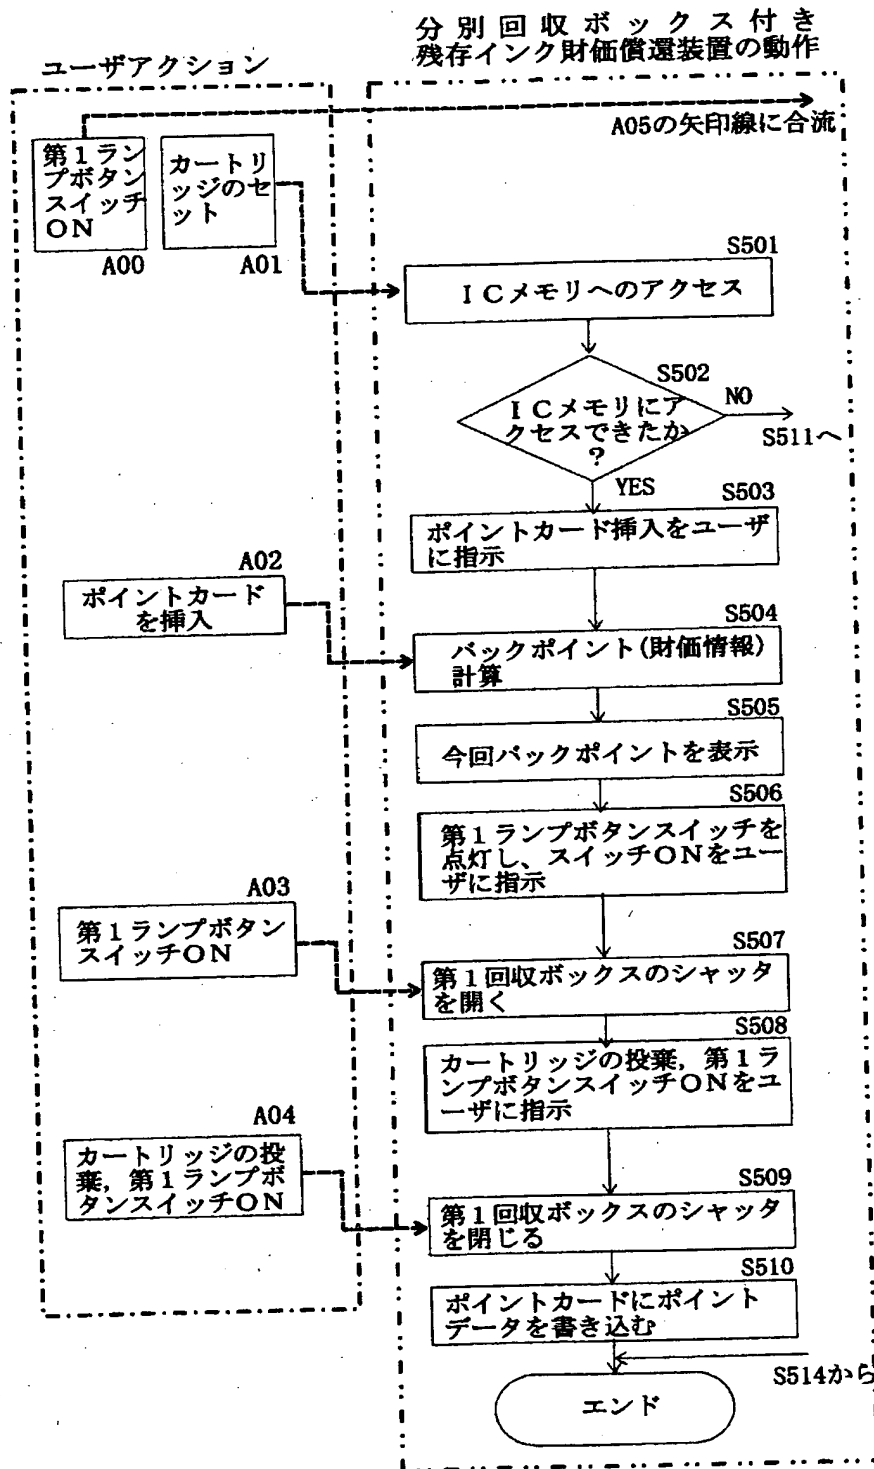 分別回収ボックス付き
残存インク財価償還装置の動作
ユーザアクション
A05の矢印線に合流
第1ラン
プボタン
スイッチ
ON
A00
カートリ
ッジのセ
ット
A01
S501
ICメモリへのアクセス
S502
ICメモリにア
クセスできたか
?
NO
S511へ
YES
S503
ポイントカード挿入をユーザ
に指示
A02
ポイントカード
を挿入
S504
バックポイント(財価情報)
計算
S505
今回バックポイントを表示
S506
第1ランプボタンスイッチを
点灯し、スイッチONをユー
ザに指示
A03
第1ランプボタン
スイッチON
S507
第1回収ボックスのシャッタ
を開く
S508
カートリッジの投棄,第1ラ
ンプボタンスイッチONをユ
ーザに指示
A04
カートリッジの投
棄,第1ランプボ
タンスイッチON
S509
第1回収ボックスのシャッタ
を閉じる
S510
ポイントカードにポイント
データを書き込む
S514から
エンド